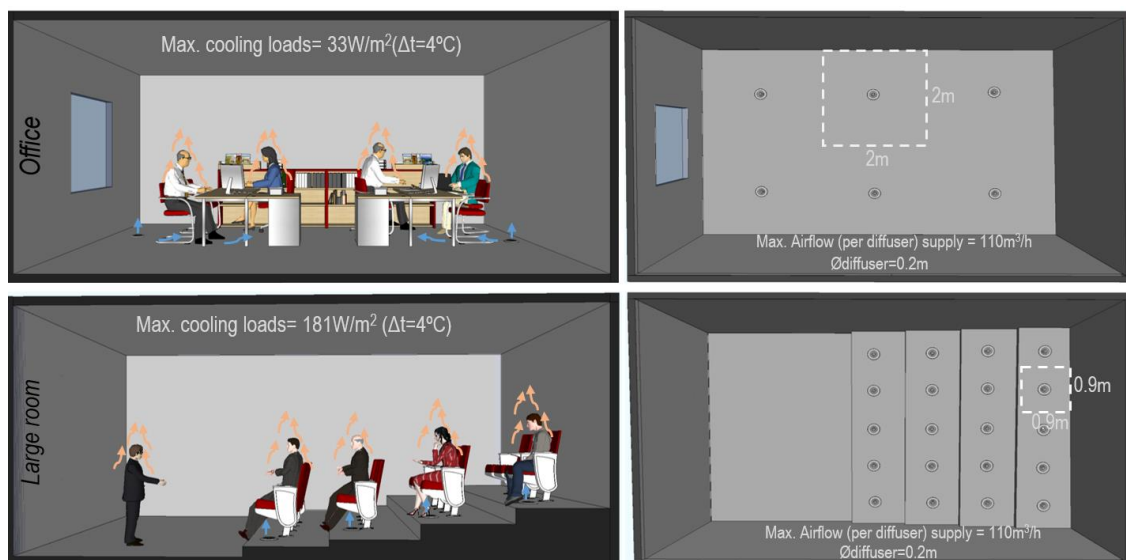 Office
Max. cooling loads= 33W/m²(Δt=4ºC)
2m
2m
Max. Airflow (per diffuser) supply = 110m³/h
Ødiffuser=0.2m
Large room
Max. cooling loads= 181W/m² (Δt=4ºC)
0.9m
0.9m
Max. Airflow (per diffuser) supply = 110m³/h
Ødiffuser=0.2m